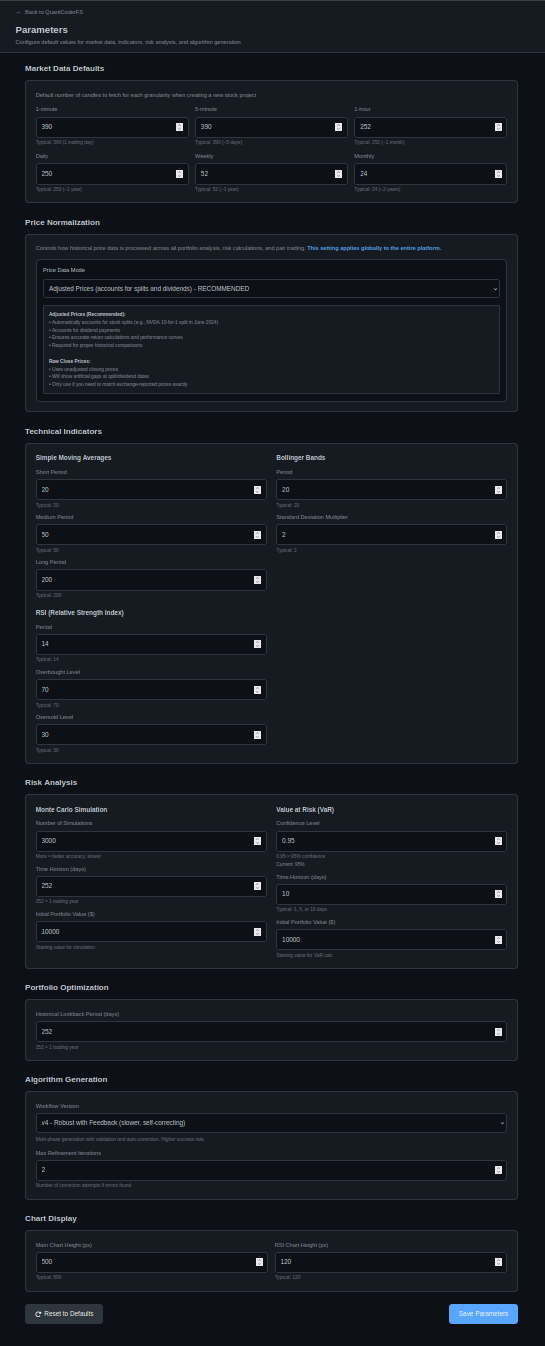 ← Back to QuantCoderFS
Parameters
Configure default values for market data, indicators, risk analysis, and algorithm generation
Market Data Defaults
Default number of candles to fetch for each granularity when creating a new stock project
1-minute 5-minute 1-hour
390 390 252
Typical: 390 (1 trading day) Typical: 390 (~5 days) Typical: 252 (~1 month)
Daily Weekly Monthly
250 52 24
Typical: 250 (~1 year) Typical: 52 (~1 year) Typical: 24 (~2 years)
Price Normalization
Controls how historical price data is processed across all portfolio analysis, risk calculations, and pair trading. This setting applies globally to the entire platform.
Price Data Mode
Adjusted Prices (accounts for splits and dividends) - RECOMMENDED
Adjusted Prices (Recommended):
• Automatically accounts for stock splits (e.g., NVDA 10-for-1 split in June 2024)
• Accounts for dividend payments
• Ensures accurate return calculations and performance curves
• Required for proper historical comparisons
Raw Close Prices:
• Uses unadjusted closing prices
• Will show artificial gaps at split/dividend dates
• Only use if you need to match exchange-reported prices exactly
Technical Indicators
Simple Moving Averages
Short Period
20
Typical: 20
Medium Period
50
Typical: 50
Long Period
200
Typical: 200
Bollinger Bands
Period
20
Typical: 20
Standard Deviation Multiplier
2
Typical: 2
RSI (Relative Strength Index)
Period
14
Typical: 14
Overbought Level
70
Typical: 70
Oversold Level
30
Typical: 30
Risk Analysis
Monte Carlo Simulation
Number of Simulations
3000
More = better accuracy, slower
Time Horizon (days)
252
252 = 1 trading year
Initial Portfolio Value ($)
10000
Starting value for simulation
Value at Risk (VaR)
Confidence Level
0.95
0.95 = 95% confidence
Current: 95%
Time Horizon (days)
10
Typical: 1, 5, or 10 days
Initial Portfolio Value ($)
10000
Starting value for VaR calc
Portfolio Optimization
Historical Lookback Period (days)
252
252 = 1 trading year
Algorithm Generation
Workflow Version
v4 - Robust with Feedback (slower, self-correcting)
Multi-phase generation with validation and auto-correction. Higher success rate.
Max Refinement Iterations
2
Number of correction attempts if errors found
Chart Display
Main Chart Height (px) RSI Chart Height (px)
500 120
Typical: 500 Typical: 120
Reset to Defaults Save Parameters